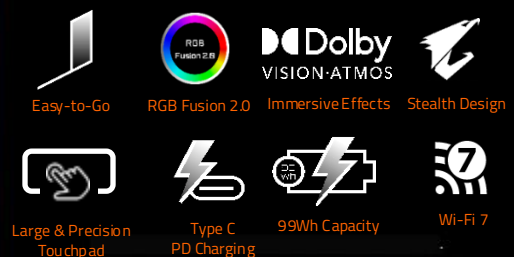 RGB
Fusion 2.0
Dolby
VISION·ATMOS
Easy-to-Go
RGB Fusion 2.0
Immersive Effects
Stealth Design
7
Wh
Large & Precision
Touchpad
Type C
PD Charging
99Wh Capacity
Wi-Fi 7